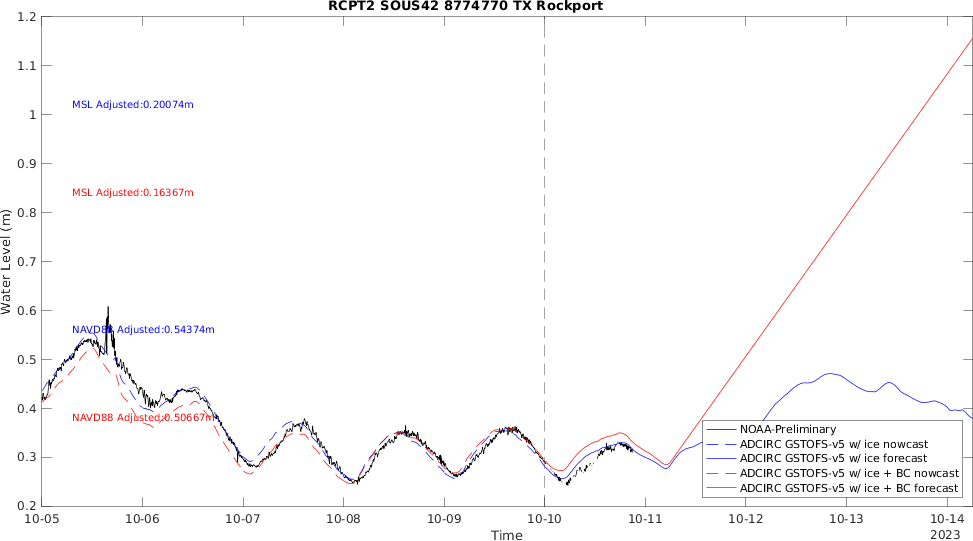 RCPT2 SOUS42 8774770 TX Rockport
1.2
1.1
1
0.9
0.8
0.7
0.6
0.5
0.4
0.3
0.2
Water Level (m)
MSL Adjusted:0.20074m
MSL Adjusted:0.16367m
NAVD88 Adjusted:0.54374m
NAVD88 Adjusted:0.50667m
NOAA-Preliminary
ADCIRC GSTOFS-v5 w/ ice nowcast
ADCIRC GSTOFS-v5 w/ ice forecast
ADCIRC GSTOFS-v5 w/ ice + BC nowcast
ADCIRC GSTOFS-v5 w/ ice + BC forecast
10-05 10-06 10-07 10-08 10-09 10-10 10-11 10-12 10-13 10-14
2023
Time